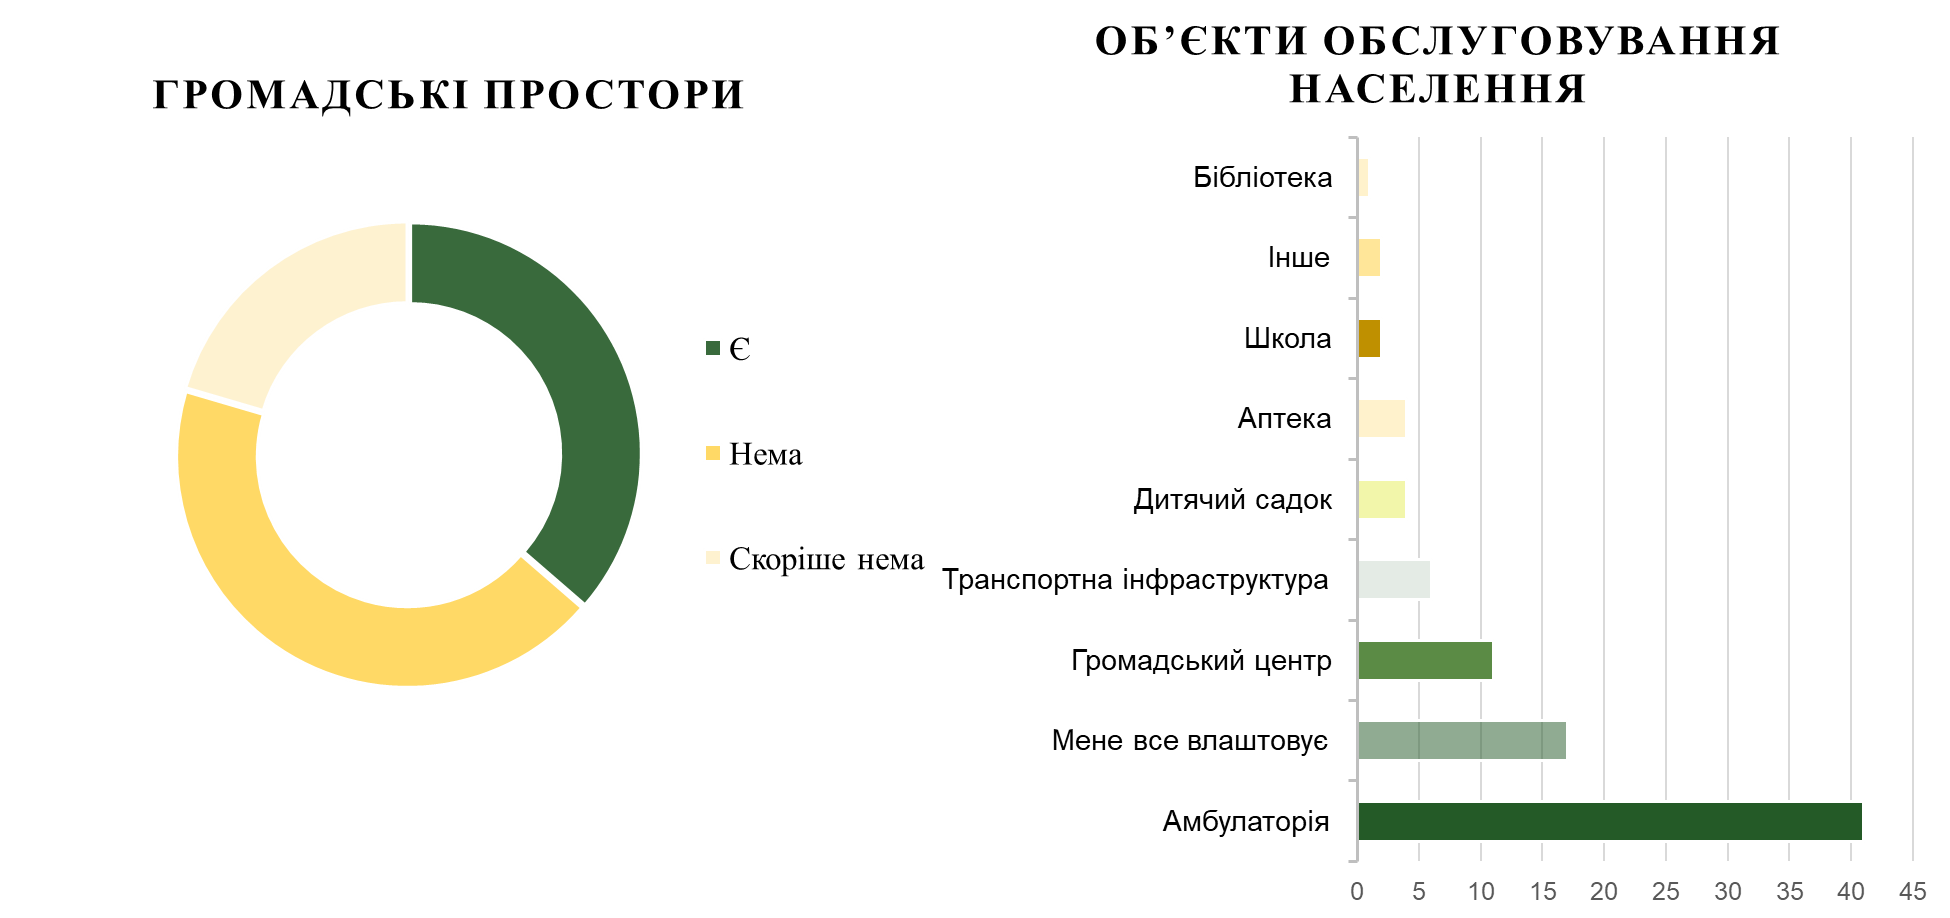 ГРОМАДСЬКІ ПРОСТОРИ
Є
Нема
Скоріше нема
ОБ’ЄКТИ ОБСЛУГОВУВАННЯ
НАСЕЛЕННЯ
Бібліотека
Інше
Школа
Аптека
Дитячий садок
Транспортна інфраструктура
Громадський центр
Мене все влаштовує
Амбулаторія
0 5 10 15 20 25 30 35 40 45